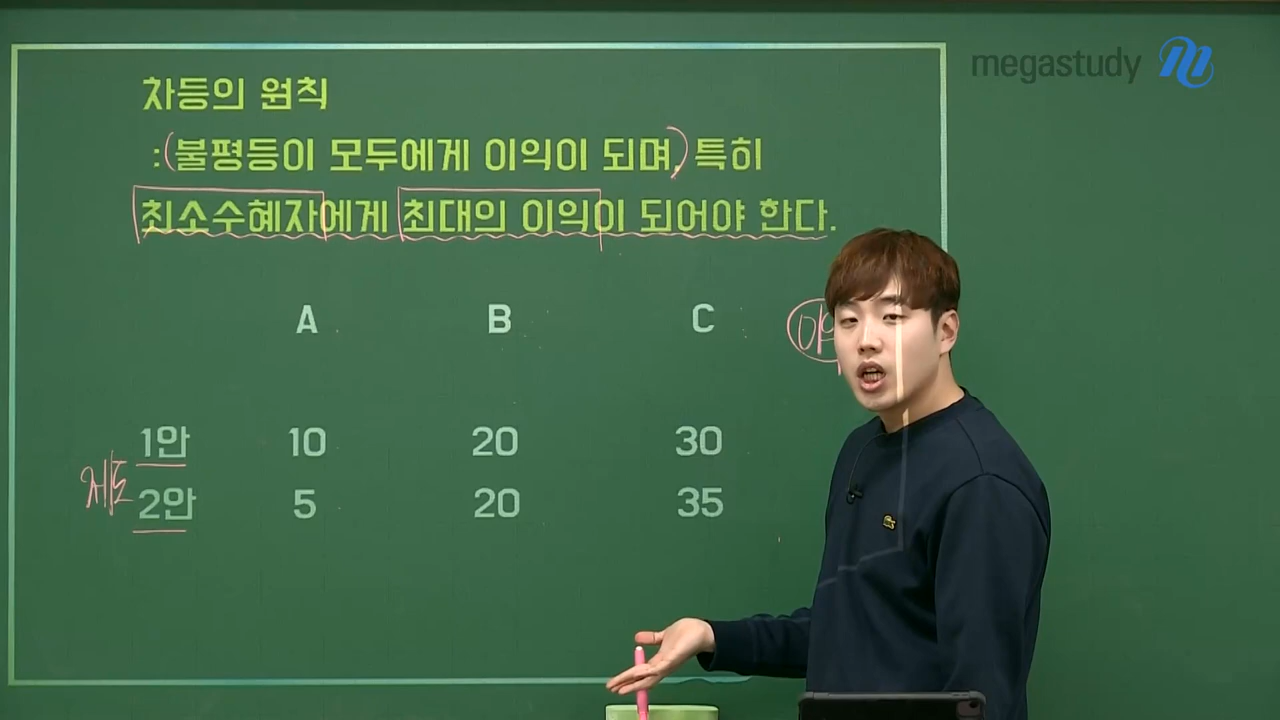 megastudy
차등의 원칙
:(불평등이 모두에게 이익이 되며,) 특히
최소수혜자에게 최대의 이익이 되어야 한다.
A B C
1안 10 20 30
제도
2안 5 20 35